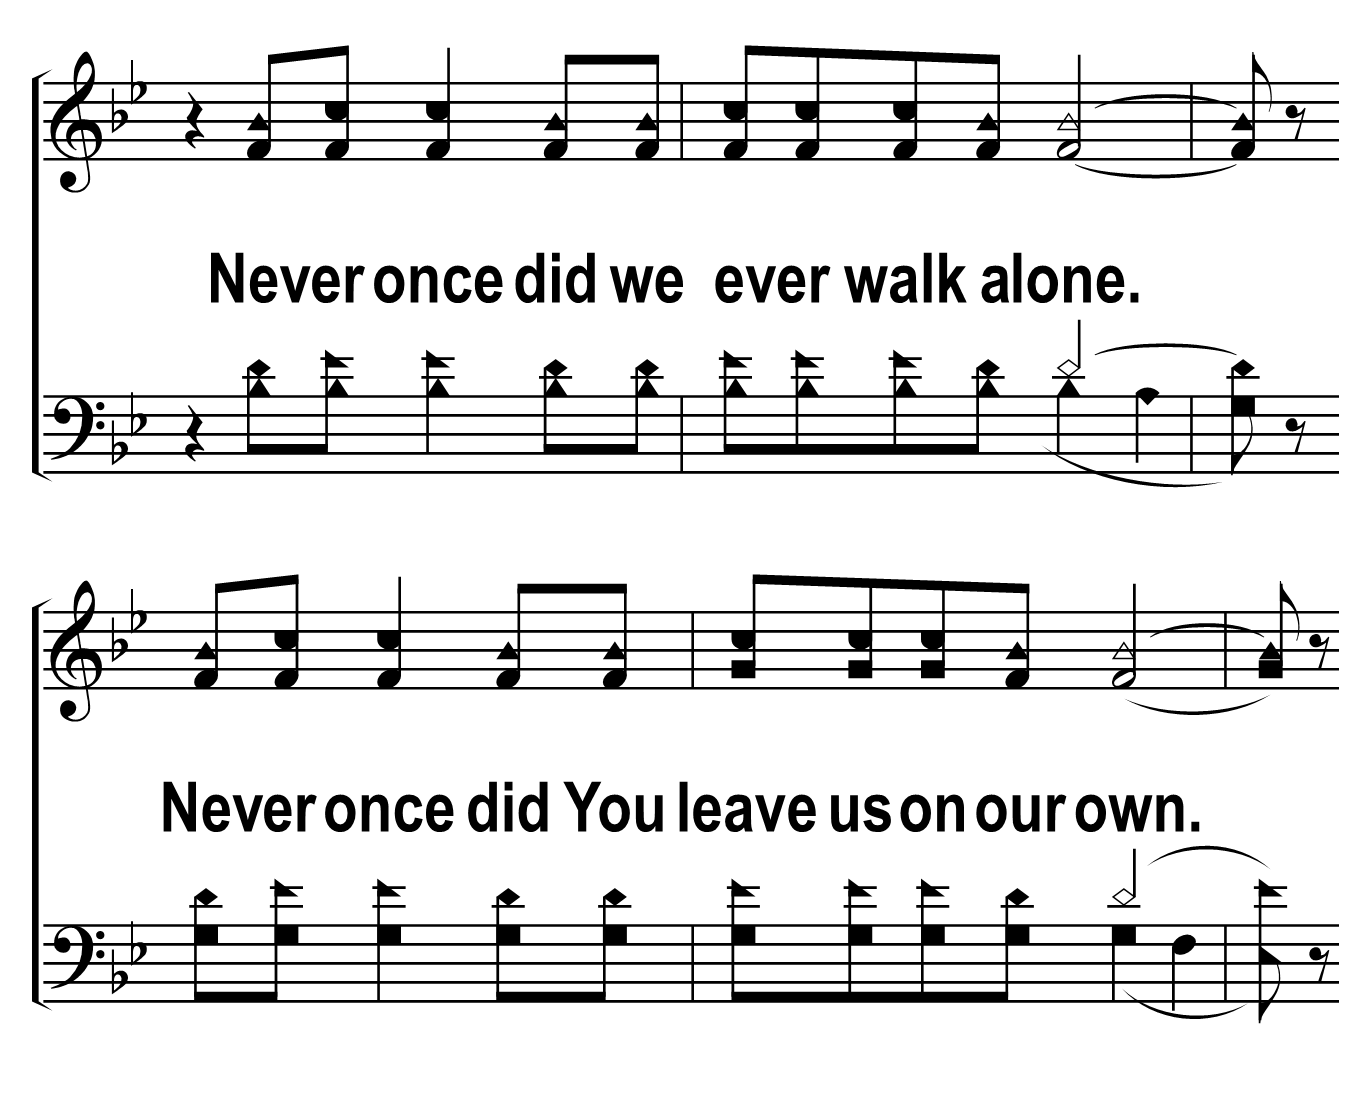 Never once did we ever walk alone.
Never once did You leave us on our own.